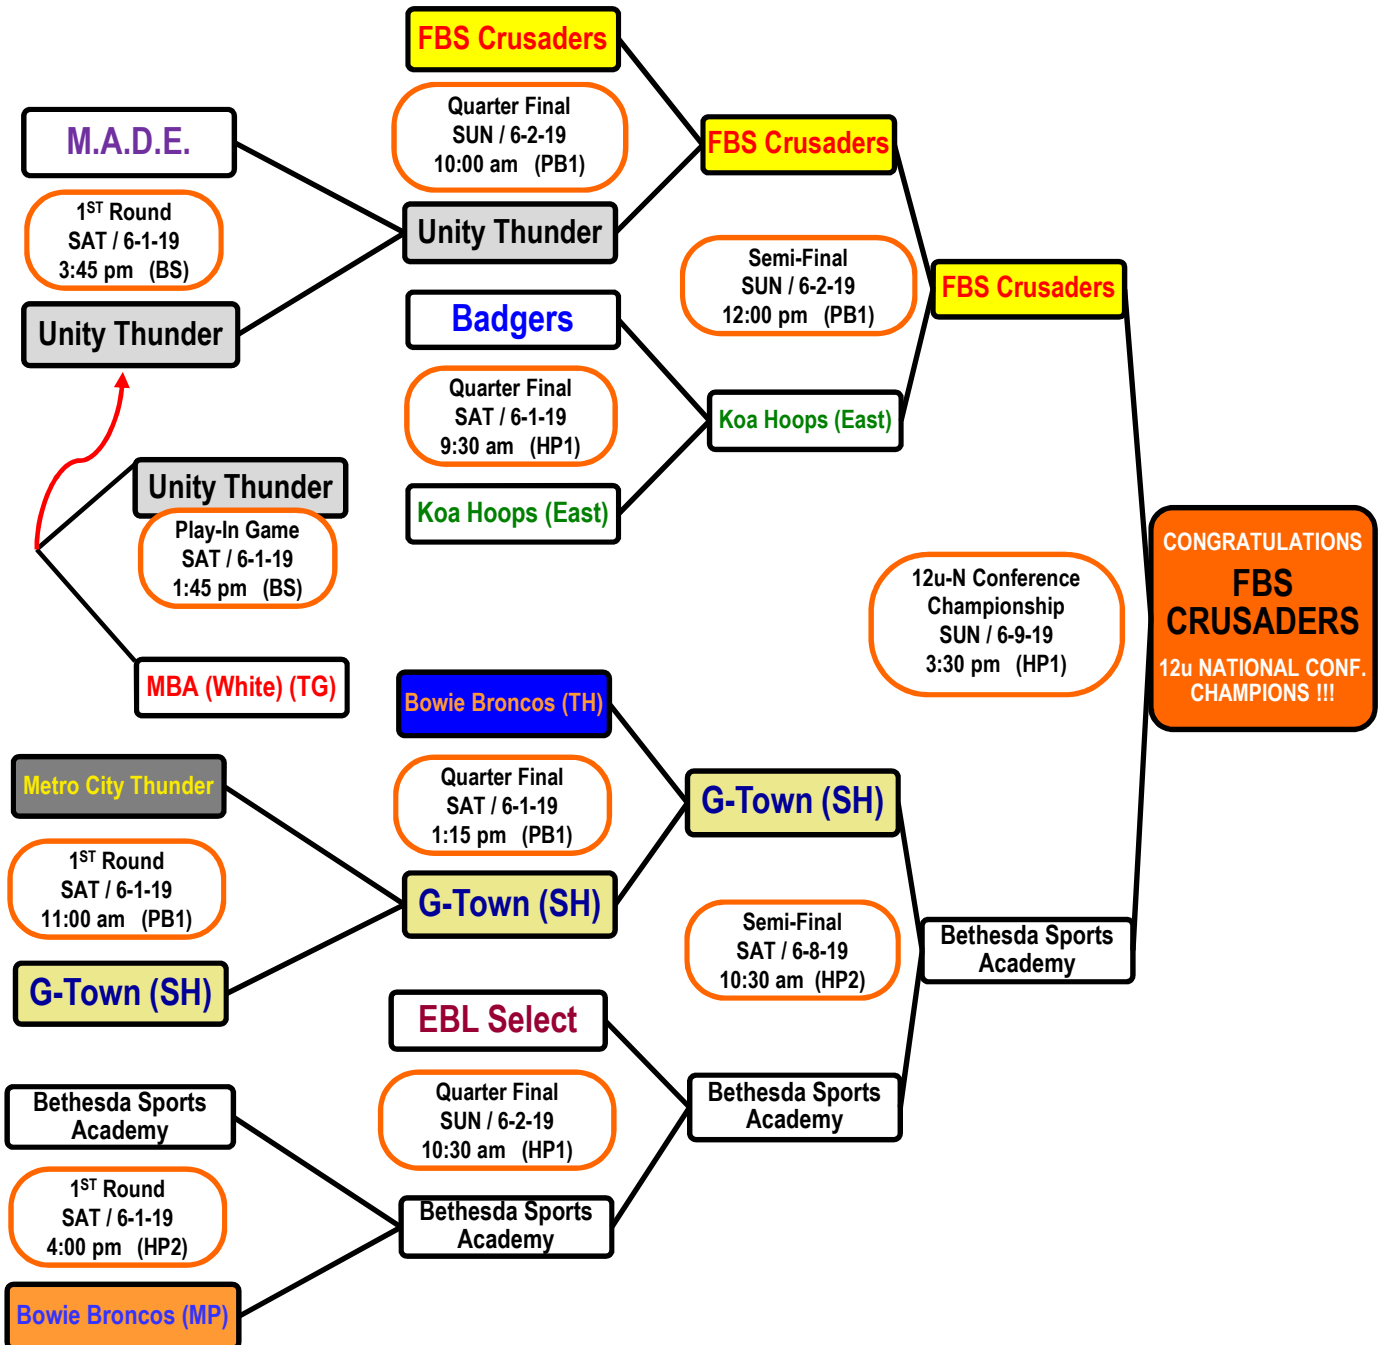 FBS Crusaders
Quarter Final
SUN / 6-2-19
10:00 am (PB1)
M.A.D.E.
FBS Crusaders
1ST Round
SAT / 6-1-19
3:45 pm (BS)
Unity Thunder
Semi-Final
SUN / 6-2-19
12:00 pm (PB1)
FBS Crusaders
Unity Thunder
Badgers
Quarter Final
SAT / 6-1-19
9:30 am (HP1)
Koa Hoops (East)
Unity Thunder
Koa Hoops (East)
Play-In Game
SAT / 6-1-19
1:45 pm (BS)
CONGRATULATIONS
FBS
CRUSADERS
12u NATIONAL CONF.
CHAMPIONS !!!
12u-N Conference
Championship
SUN / 6-9-19
3:30 pm (HP1)
MBA (White) (TG)
Bowie Broncos (TH)
Metro City Thunder
Quarter Final
SAT / 6-1-19
1:15 pm (PB1)
G-Town (SH)
1ST Round
SAT / 6-1-19
11:00 am (PB1)
G-Town (SH)
Semi-Final
SAT / 6-8-19
10:30 am (HP2)
Bethesda Sports
Academy
G-Town (SH)
EBL Select
Bethesda Sports
Academy
Quarter Final
SUN / 6-2-19
10:30 am (HP1)
Bethesda Sports
Academy
1ST Round
SAT / 6-1-19
4:00 pm (HP2)
Bethesda Sports
Academy
Bowie Broncos (MP)